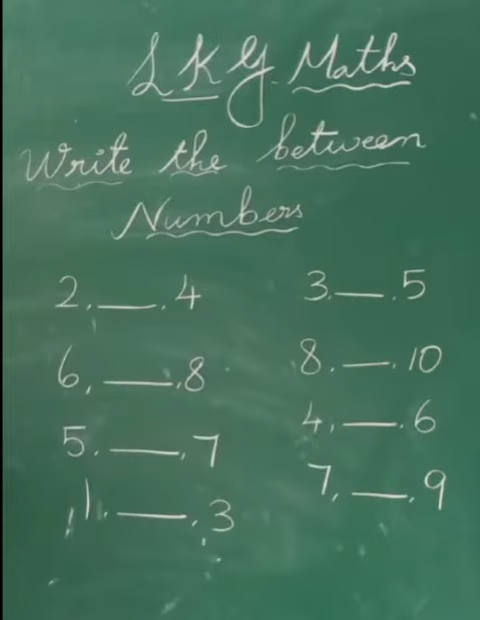 LKG Maths
Write the between
Numbers
2, __, 4
3, __, 5
6, __, 8
8, __, 10
5, __, 7
4, __, 6
1, __, 3
7, __, 9